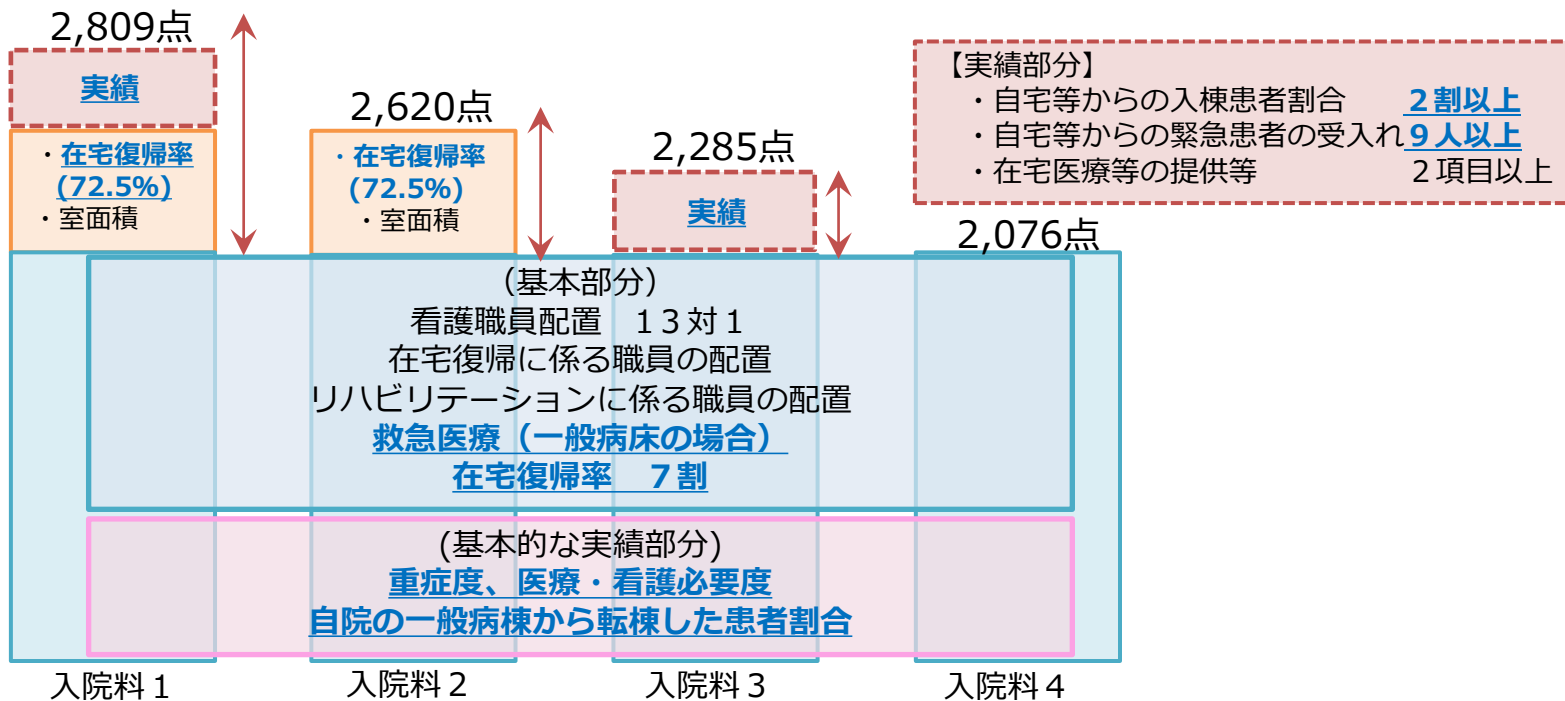 2,809点
実績
・在宅復帰率
(72.5%)
・室面積
2,620点
・在宅復帰率
(72.5%)
・室面積
2,285点
実績
2,076点
【実績部分】
・自宅等からの入棟患者割合 2割以上
・自宅等からの緊急患者の受入れ 9人以上
・在宅医療等の提供等 2項目以上
(基本部分)
看護職員配置 13対1
在宅復帰に係る職員の配置
リハビリテーションに係る職員の配置
救急医療(一般病床の場合)
在宅復帰率 7割
(基本的な実績部分)
重症度、医療・看護必要度
自院の一般病棟から転棟した患者割合
入院料1
入院料2
入院料3
入院料4